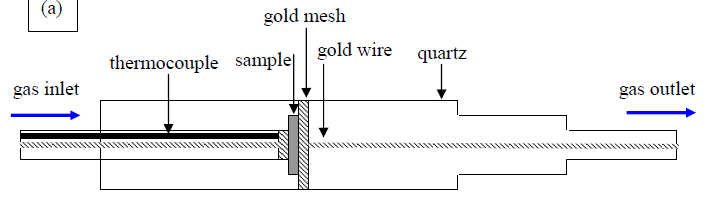 (a)
gold mesh
thermocouple
sample
gold wire
quartz
gas inlet
gas outlet